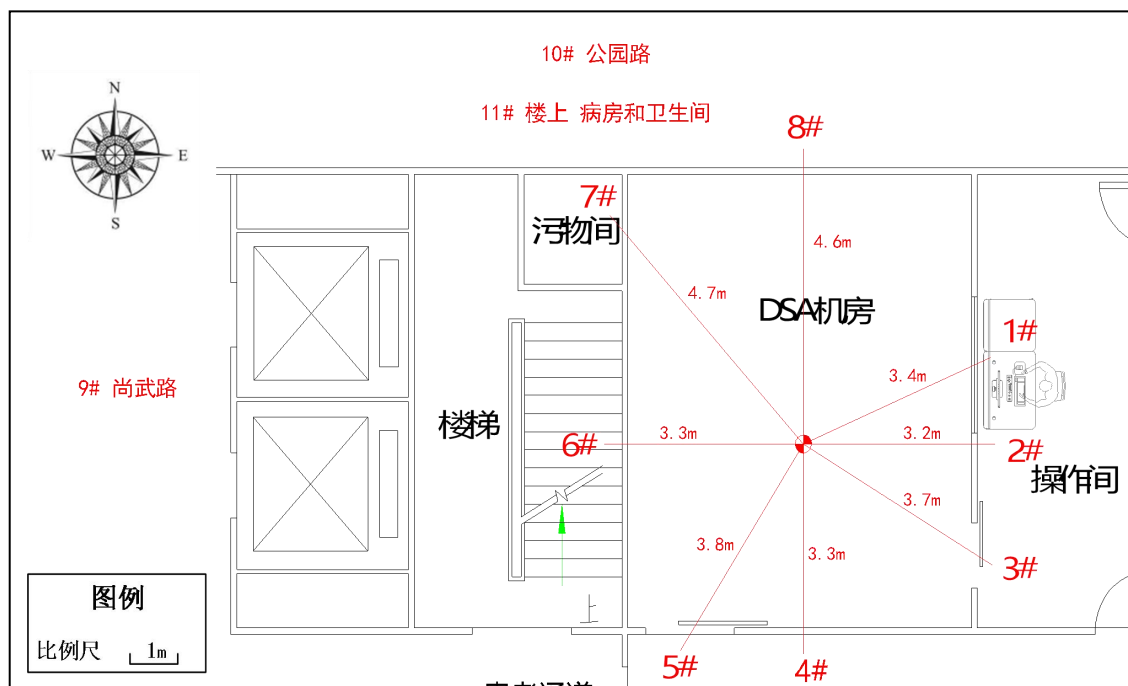 10# 公园路
11# 楼上 病房和卫生间
N
W
E
S
8#
7#
污物间
4.6m
4.7m
DSA机房
1#
3.4m
9# 尚武路
楼梯
6#
3.3m
3.2m
2#
操作间
3.7m
3.8m
3.3m
3#
上
图例
比例尺 1m
5#
4#